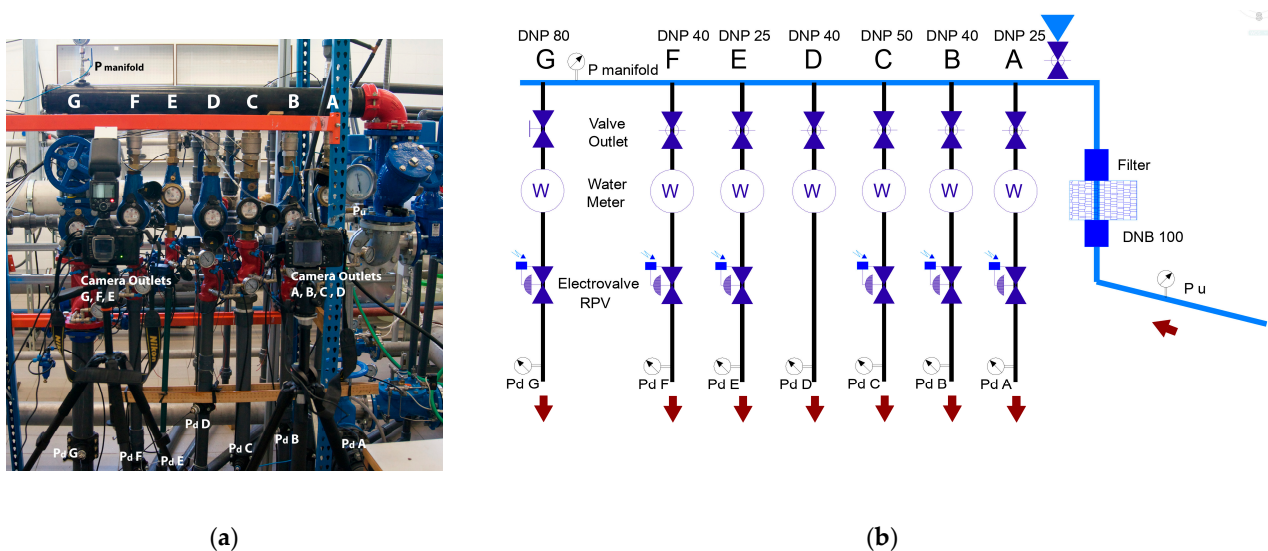 P manifold
G F E D C B A
Pu
Camera Outlets
G, F, E
Camera Outlets
A, B, C , D
Nikon
Pd G
Pd F
Pd E
Pd D
Pd C
Pd B
Pd A
(a)
DNP 80 DNP 40 DNP 25 DNP 40 DNP 50 DNP 40 DNP 25
G F E D C B A
P manifold
Valve
Outlet
Water
Meter
W W W W W W W
Filter
DNB 100
Electrovalve
RPV
P u
Pd G Pd F Pd E Pd D Pd C Pd B Pd A
(b)